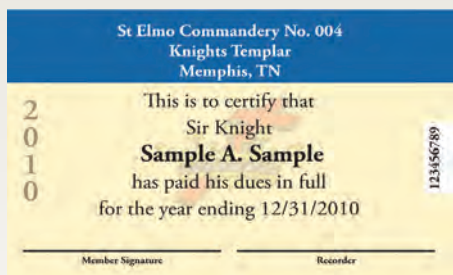 St Elmo Commandery No. 004
Knights Templar
Memphis, TN
2010
This is to certify that
Sir Knight
Sample A. Sample
has paid his dues in full
for the year ending 12/31/2010
123456789
Member Signature
Recorder